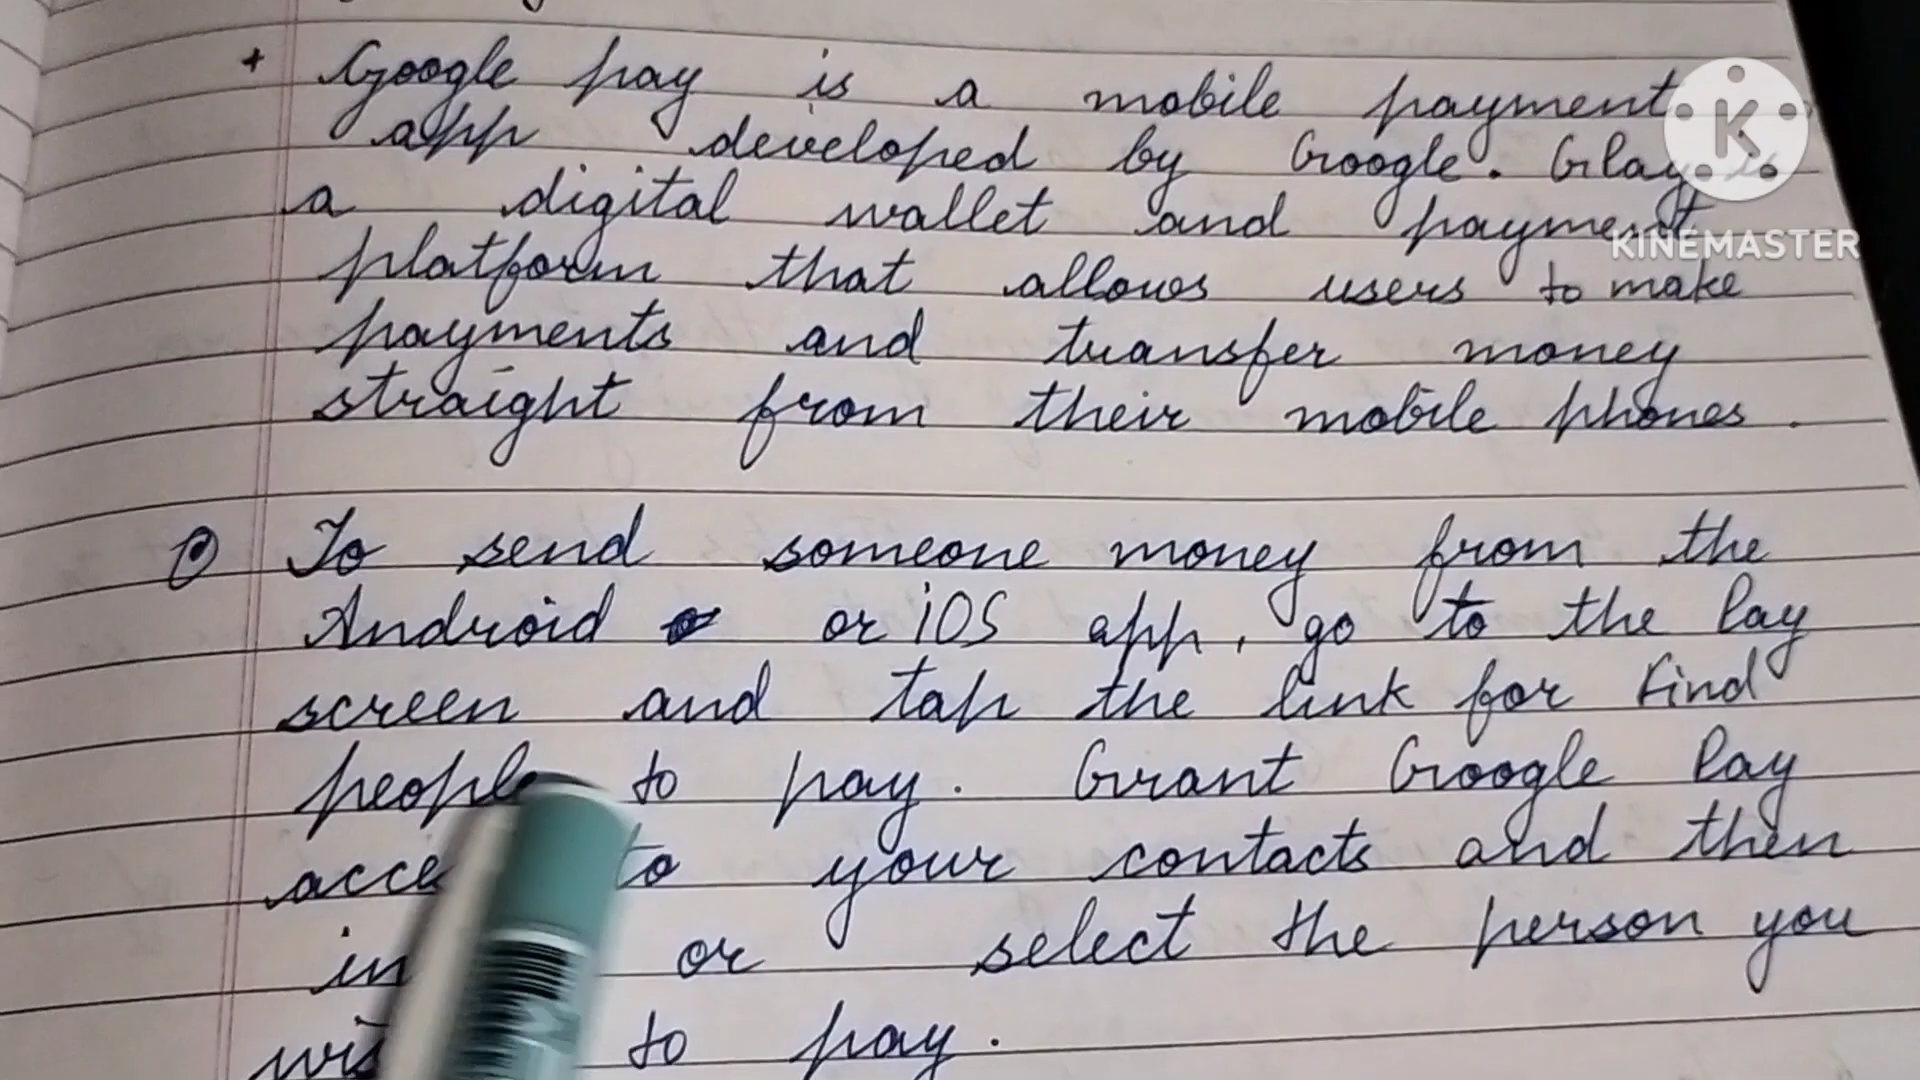 + Google pay is a mobile payment
app developed by Google. GPay is
a digital wallet and payment
platform that allows users to make
payments and transfer money
straight from their mobile phones.
To send someone money from the
Android or iOS app, go to the Pay
screen and tap the link for Find
people to pay. Grant Google Pay
to your contacts and then
or select the person you
to pay.
K
KINEMASTER